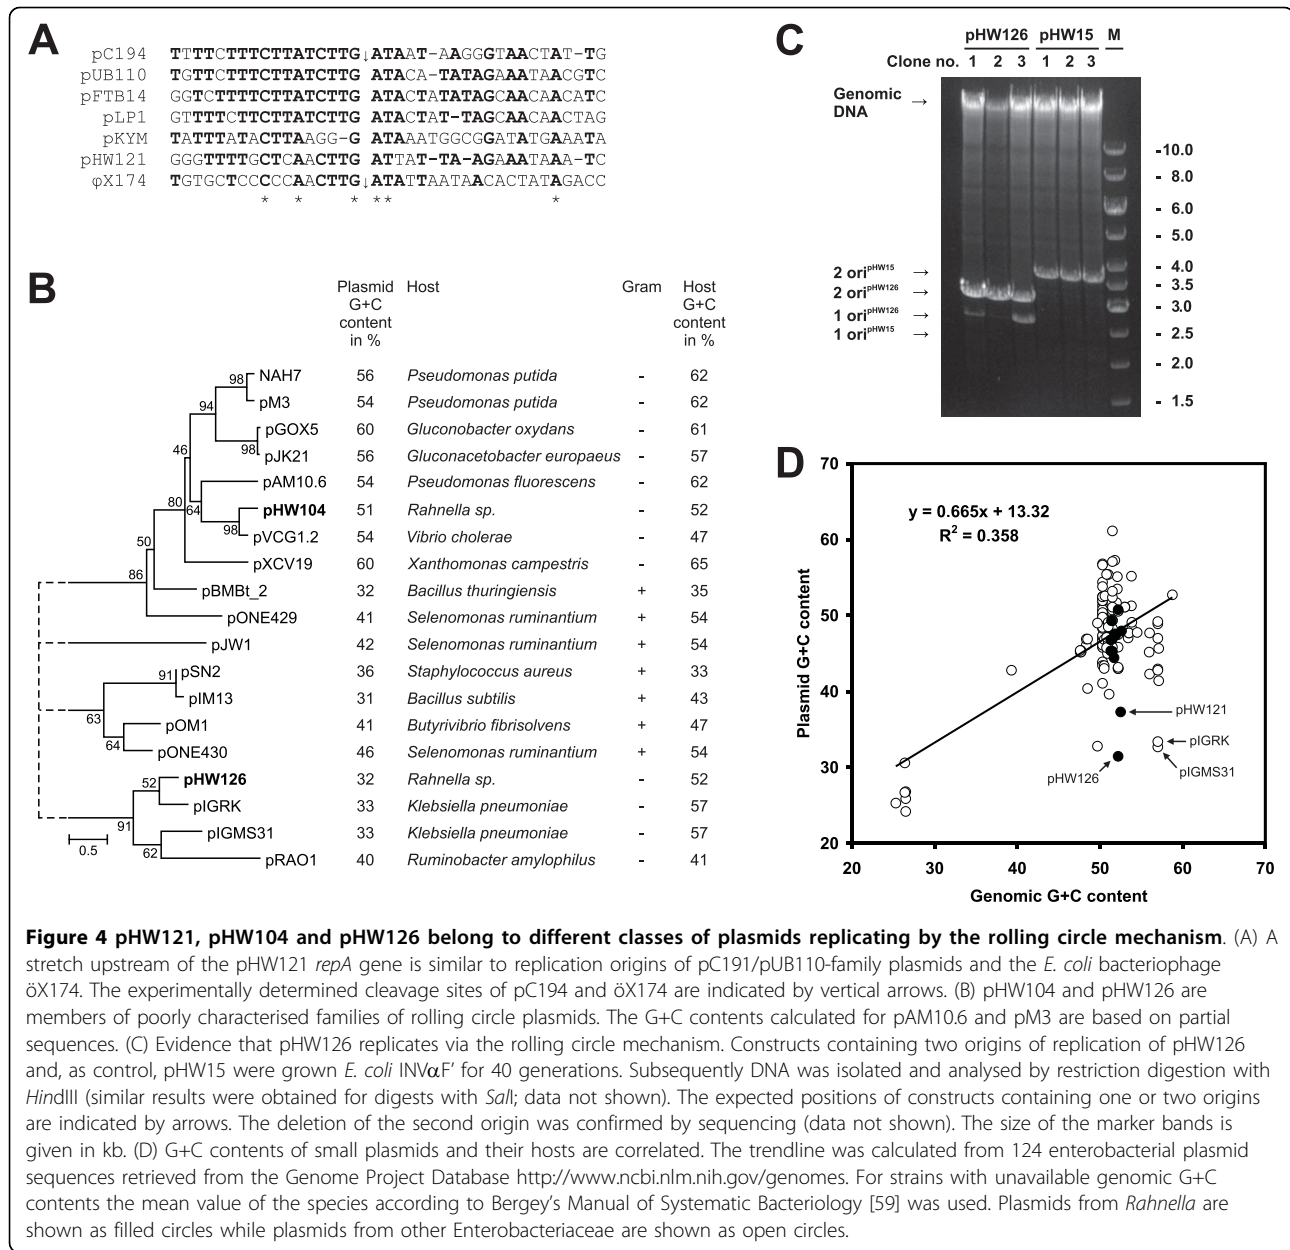 A
pC194 TTTTCTTTCTTATCTTG↓ATAAT-AAGGGTAACTAT-TG
pUB110 TGTTCTTTCTTATCTTG ATACA-TATAGAAATAACGTC
pFTB14 GGTCTTTTCTTATCTTG ATACTATATAGCAACAACATC
pLP1 GTTTTCTTCTTATCTTG ATACTAT-TAGCAACAACTAG
pKYM TATTTATACTTAAGG-G ATAAATGGCGGATATGAAATA
pHW121 GGGTTTTGCTCAACTTG ATTAT-TA-AGAAATAAA-TC
φX174 TGTGCTCCCCCAACTTG↓ATATTAATAACACTATAGACC
* * * ** *
B
Plasmid G+C content in % Host Gram Host G+C content in %
98 NAH7 56 Pseudomonas putida - 62
pM3 54 Pseudomonas putida - 62
94
pGOX5 60 Gluconobacter oxydans - 61
98 pJK21 56 Gluconacetobacter europaeus - 57
46
pAM10.6 54 Pseudomonas fluorescens - 62
80 64 pHW104 51 Rahnella sp. - 52
98 pVCG1.2 54 Vibrio cholerae - 47
50
pXCV19 60 Xanthomonas campestris - 65
86
pBMBt_2 32 Bacillus thuringiensis + 35
pONE429 41 Selenomonas ruminantium + 54
pJW1 42 Selenomonas ruminantium + 54
91 pSN2 36 Staphylococcus aureus + 33
pIM13 31 Bacillus subtilis + 43
63
pOM1 41 Butyrivibrio fibrisolvens + 47
64 pONE430 46 Selenomonas ruminantium + 54
52 pHW126 32 Rahnella sp. - 52
pIGRK 33 Klebsiella pneumoniae - 57
91
pIGMS31 33 Klebsiella pneumoniae - 57
62 pRAO1 40 Ruminobacter amylophilus - 41
0.5
C
pHW126 pHW15 M
Clone no. 1 2 3 1 2 3
Genomic DNA →
-10.0
- 8.0
- 6.0
- 5.0
- 4.0
- 3.5
- 3.0
- 2.5
- 2.0
- 1.5
2 ori pHW15 →
2 ori pHW126 →
1 ori pHW126 →
1 ori pHW15 →
D
70
60
50
40
30
20
Plasmid G+C content
y = 0.665x + 13.32
R2 = 0.358
pHW121
pIGRK
pIGMS31
pHW126
20 30 40 50 60 70
Genomic G+C content
Figure 4 pHW121, pHW104 and pHW126 belong to different classes of plasmids replicating by the rolling circle mechanism. (A) A
stretch upstream of the pHW121 repA gene is similar to replication origins of pC191/pUB110-family plasmids and the E. coli bacteriophage
öX174. The experimentally determined cleavage sites of pC194 and öX174 are indicated by vertical arrows. (B) pHW104 and pHW126 are
members of poorly characterised families of rolling circle plasmids. The G+C contents calculated for pAM10.6 and pM3 are based on partial
sequences. (C) Evidence that pHW126 replicates via the rolling circle mechanism. Constructs containing two origins of replication of pHW126
and, as control, pHW15 were grown E. coli INVαF’ for 40 generations. Subsequently DNA was isolated and analysed by restriction digestion with
HindIII (similar results were obtained for digests with SalI; data not shown). The expected positions of constructs containing one or two origins
are indicated by arrows. The deletion of the second origin was confirmed by sequencing (data not shown). The size of the marker bands is
given in kb. (D) G+C contents of small plasmids and their hosts are correlated. The trendline was calculated from 124 enterobacterial plasmid
sequences retrieved from the Genome Project Database http://www.ncbi.nlm.nih.gov/genomes. For strains with unavailable genomic G+C
contents the mean value of the species according to Bergey’s Manual of Systematic Bacteriology [59] was used. Plasmids from Rahnella are
shown as filled circles while plasmids from other Enterobacteriaceae are shown as open circles.